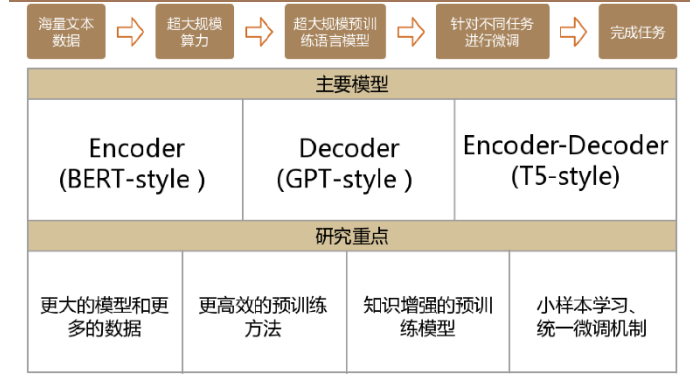 海量文本
数据
超大规模
算力
超大规模预训
练语言模型
针对不同任务
进行微调
完成任务
主要模型
Encoder
(BERT-style )
Decoder
(GPT-style )
Encoder-Decoder
(T5-style)
研究重点
更大的模型和更
多的数据
更高效的预训练
方法
知识增强的预训
练模型
小样本学习、
统一微调机制